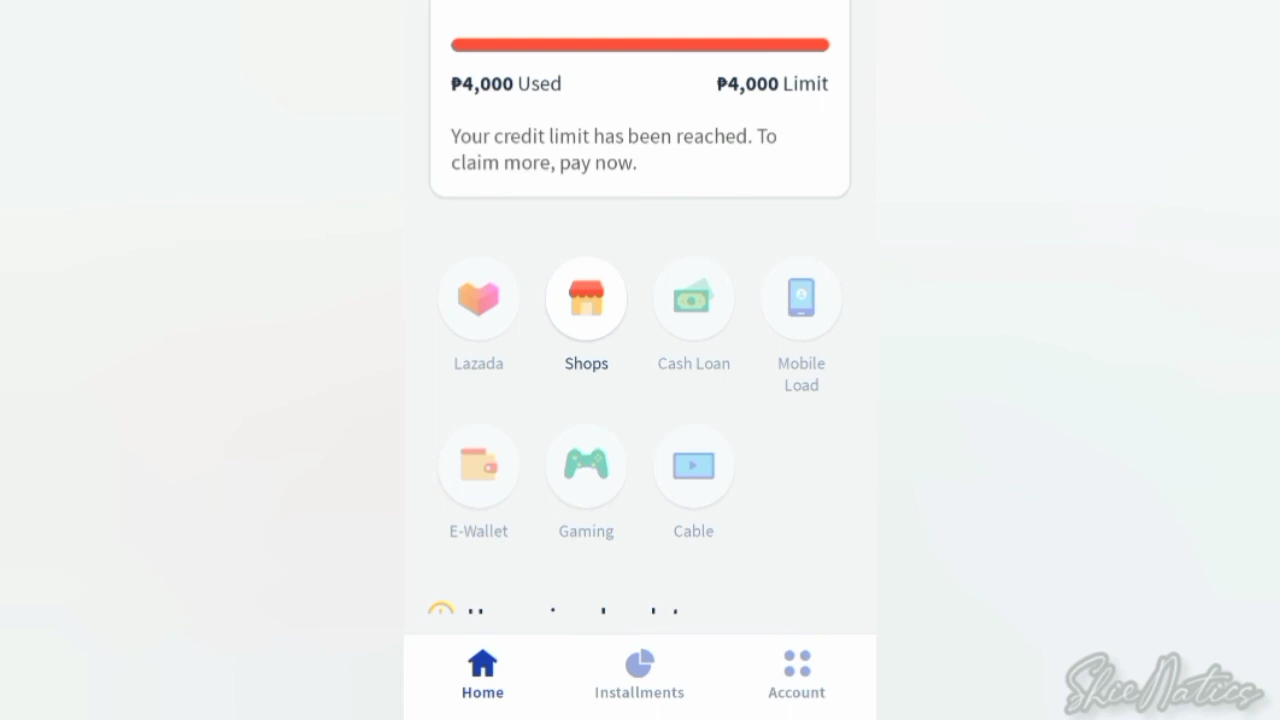 ₱4,000 Used
₱4,000 Limit
Your credit limit has been reached. To
claim more, pay now.
Lazada
Shops
Cash Loan
Mobile
Load
E-Wallet
Gaming
Cable
Home
Installments
Account
SkieNatics